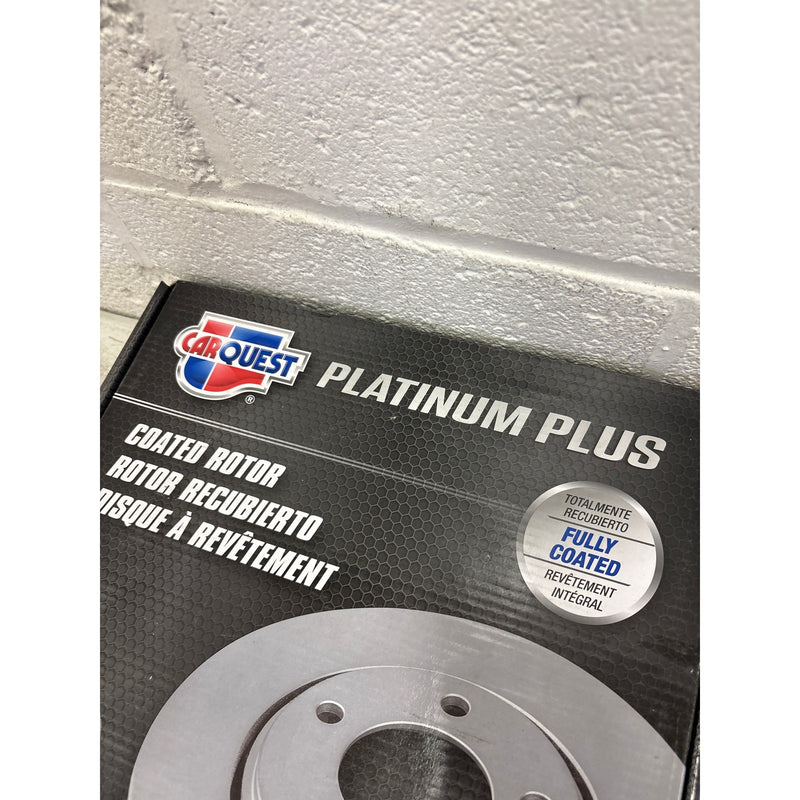 CARQUEST
®
PLATINUM PLUS
COATED ROTOR
ROTOR RECUBIERTO
DISQUE À REVÊTEMENT
TOTALMENTE
RECUBIERTO
FULLY
COATED
REVÊTEMENT
INTÉGRAL